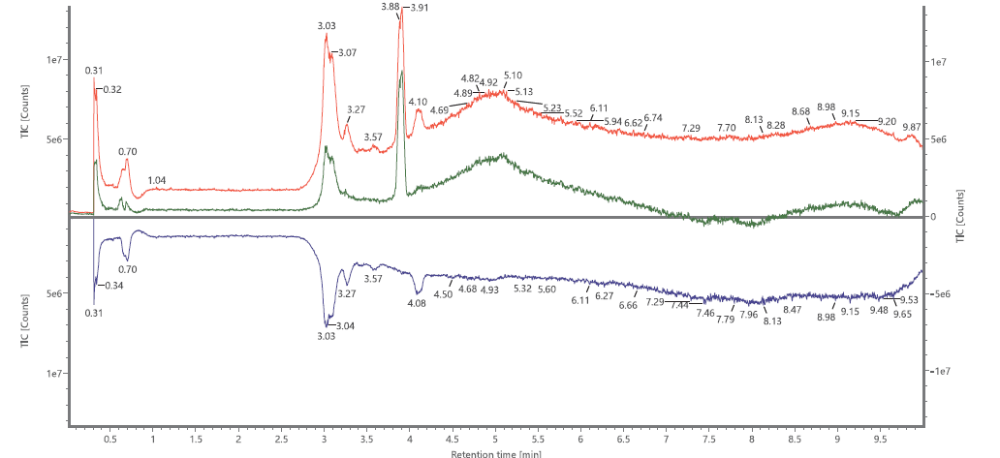 3.88 3.91
3.03
3.07
1e7
1e7
0.31
0.32
TIC [Counts]
4.82 4.92 5.10
4.89 5.13
3.27 4.10 4.69
5.23 5.52 6.11
5.94 6.62 6.74
7.29 7.70 8.13 8.28 8.68 8.98 9.15 9.20 9.87
5e6
5e6
3.57
0.70
1.04
0
TIC [Counts]
0.70
3.27 3.57
0.34
0.31
4.08 4.50 4.68 4.93 5.32 5.60
6.11 6.27 6.66 7.29 7.44 7.46 7.79 7.96 8.13 8.47 8.98 9.15 9.48 9.53 9.65
5e6
-5e6
TIC [Counts]
3.04
3.03
1e7
-1e7
0.5 1 1.5 2 2.5 3 3.5 4 4.5 5 5.5 6 6.5 7 7.5 8 8.5 9 9.5
Retention time [min]